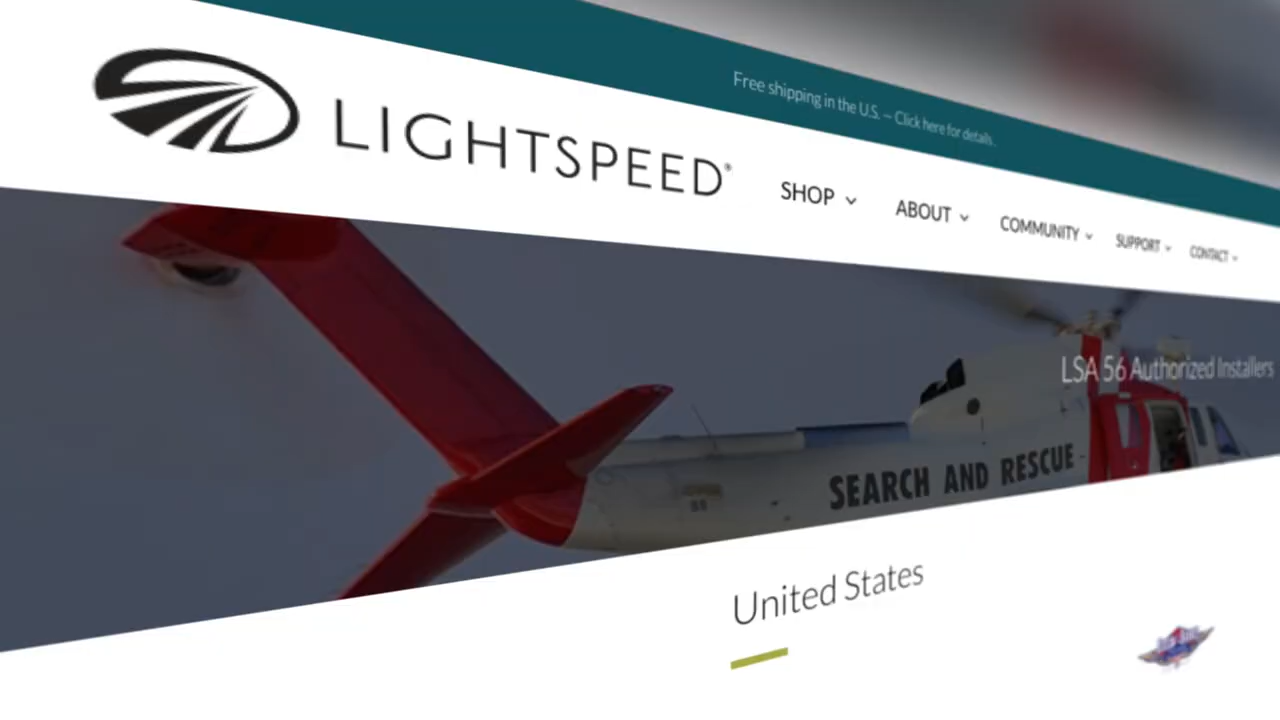 Free shipping in the U.S. – Click here for details.
LIGHTSPEED®
SHOP
ABOUT
COMMUNITY
SUPPORT
CONTACT
LSA 56 Authorized Installers
SEARCH AND RESCUE
United States